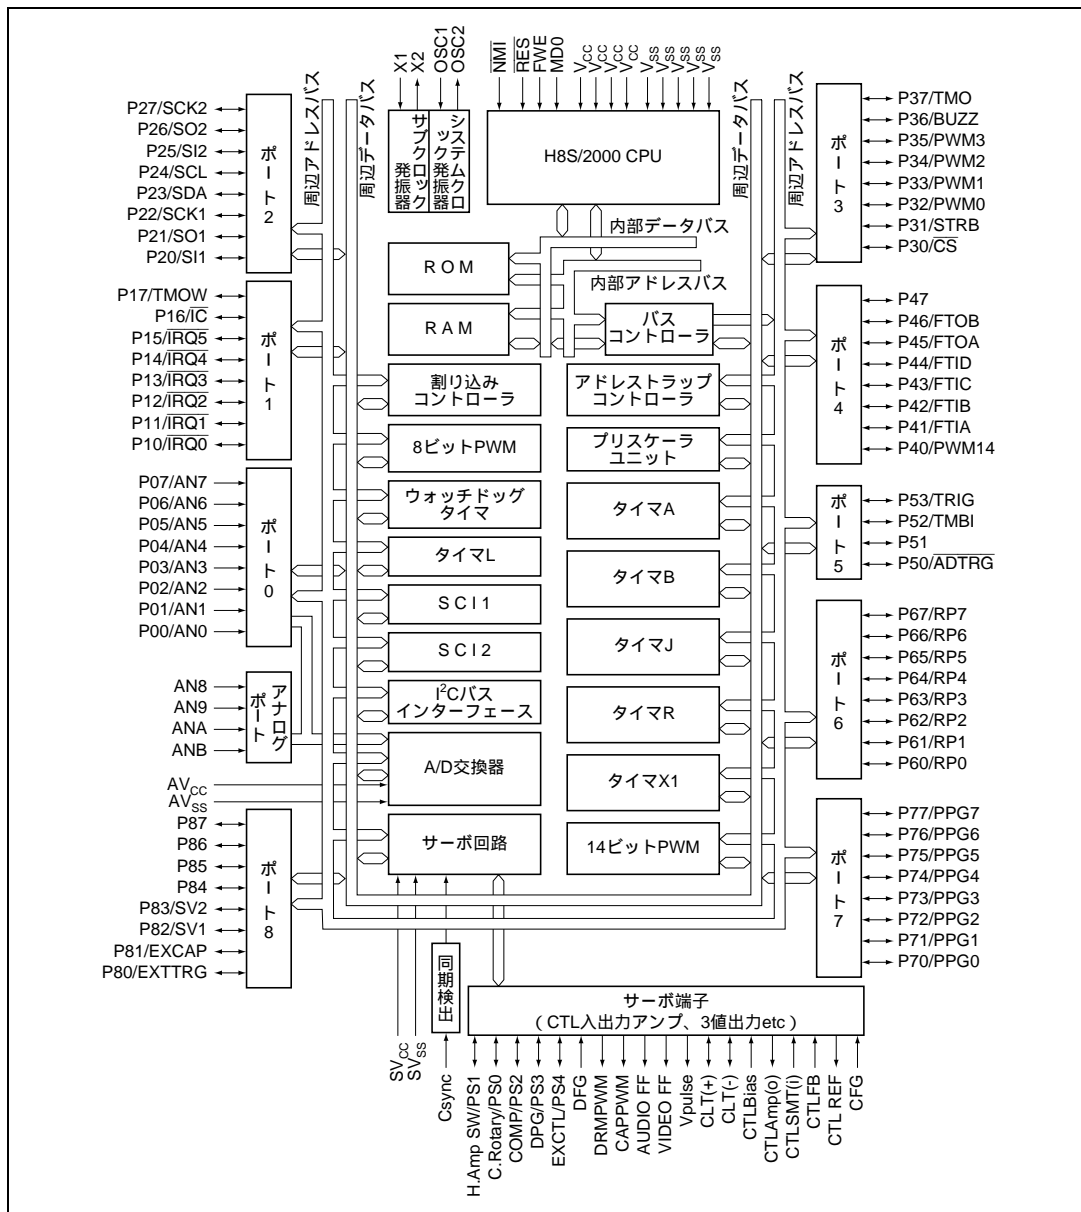 X1
X2
OSC1
OSC2
NMI
RES
FWE
MD0
VCC
VCC
VCC
VCC
VSS
VSS
VSS
VSS
VSS
周辺アドレスバス
周辺データバス
周辺データバス
周辺アドレスバス
サブクロック発振器
システムクロック発振器
H8S/2000 CPU
P27/SCK2
P26/SO2
P25/SI2
P24/SCL
P23/SDA
P22/SCK1
P21/SO1
P20/SI1
ポート2
P17/TMOW
P16/IC
P15/IRQ5
P14/IRQ4
P13/IRQ3
P12/IRQ2
P11/IRQ1
P10/IRQ0
ポート1
P07/AN7
P06/AN6
P05/AN5
P04/AN4
P03/AN3
P02/AN2
P01/AN1
P00/AN0
ポート0
AN8
AN9
ANA
ANB
アナログポート
AVCC
AVSS
P87
P86
P85
P84
P83/SV2
P82/SV1
P81/EXCAP
P80/EXTTRG
ポート8
内部データバス
内部アドレスバス
ROM
RAM
バス
コントローラ
割り込み
コントローラ
アドレストラップ
コントローラ
8ビットPWM
プリスケーラ
ユニット
ウォッチドッグ
タイマ
タイマA
タイマL
タイマB
SCI1
SCI2
タイマJ
I2Cバス
インターフェース
タイマR
A/D交換器
タイマX1
サーボ回路
14ビットPWM
ポート3
P37/TMO
P36/BUZZ
P35/PWM3
P34/PWM2
P33/PWM1
P32/PWM0
P31/STRB
P30/CS
ポート4
P47
P46/FTOB
P45/FTOA
P44/FTID
P43/FTIC
P42/FTIB
P41/FTIA
P40/PWM14
ポート5
P53/TRIG
P52/TMBI
P51
P50/ADTRG
ポート6
P67/RP7
P66/RP6
P65/RP5
P64/RP4
P63/RP3
P62/RP2
P61/RP1
P60/RP0
ポート7
P77/PPG7
P76/PPG6
P75/PPG5
P74/PPG4
P73/PPG3
P72/PPG2
P71/PPG1
P70/PPG0
同期検出
サーボ端子
(CTL入出力アンプ、3値出力etc)
SVCC
SVSS
Csync
H.Amp SW/PS1
C.Rotary/PS0
COMP/PS2
DPG/PS3
EXCTL/PS4
DFG
DRMPWM
CAPPWM
AUDIO FF
VIDEO FF
Vpulse
CLT(+)
CLT(-)
CTLBias
CTLAmp(o)
CTLSMT(i)
CTLFB
CTL REF
CFG